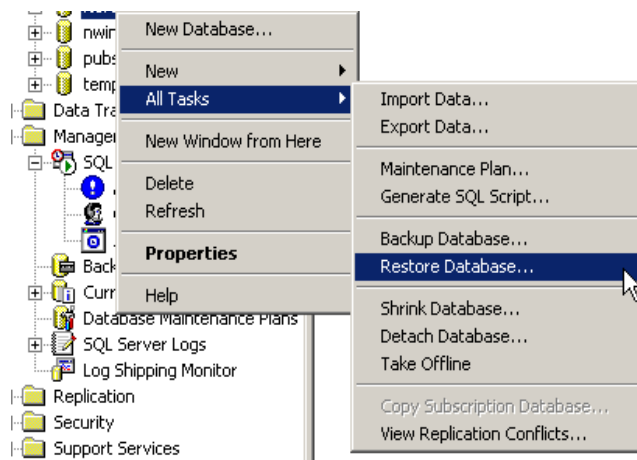 nwin
pubs
temp
Data Tra
Manager
SQL
Back
Curr
Database Maintenance Plans
SQL Server Logs
Log Shipping Monitor
Replication
Security
Support Services
New Database...
New
All Tasks
New Window from Here
Delete
Refresh
Properties
Help
Import Data...
Export Data...
Maintenance Plan...
Generate SQL Script...
Backup Database...
Restore Database...
Shrink Database...
Detach Database...
Take Offline
Copy Subscription Database...
View Replication Conflicts...